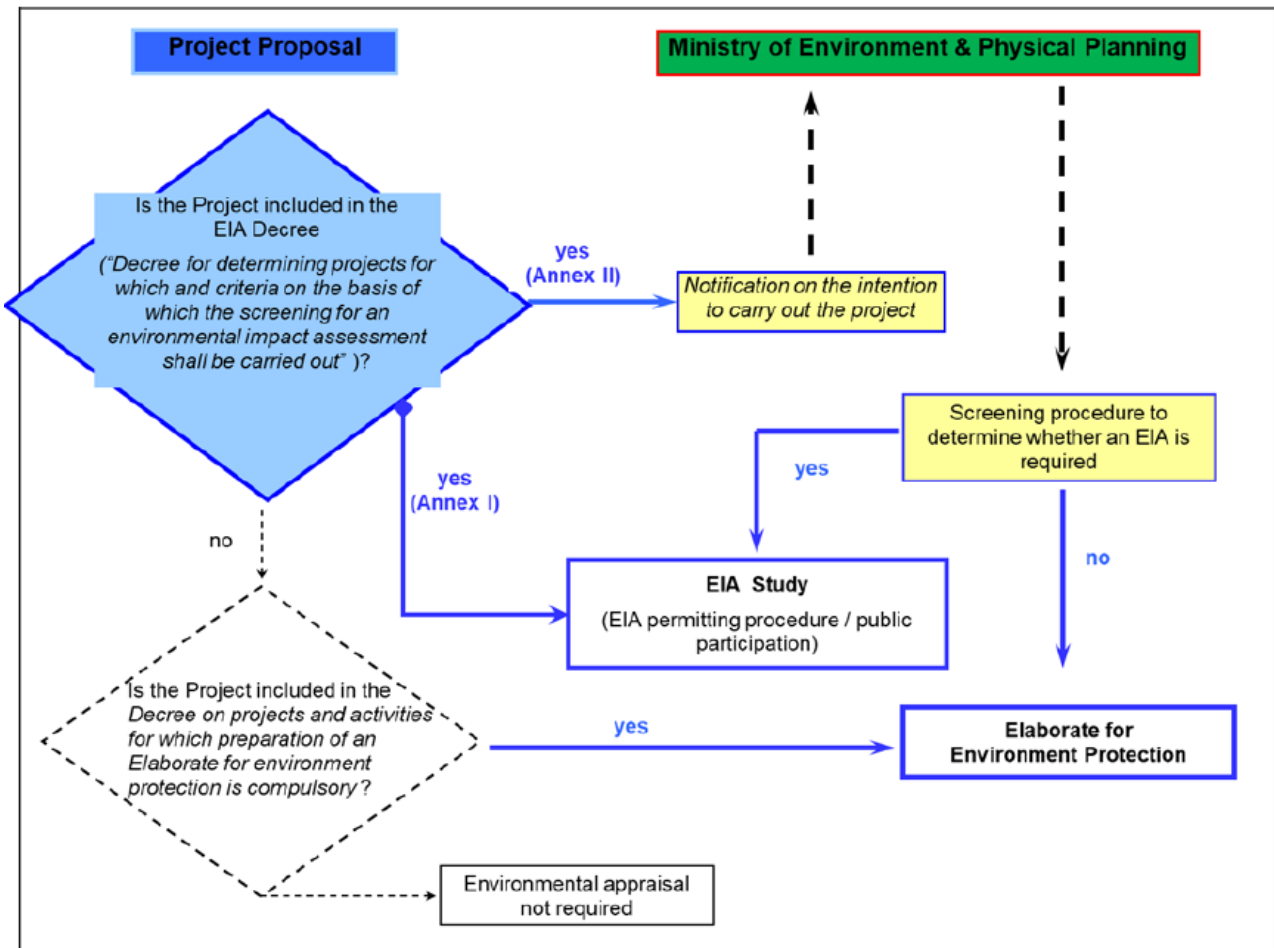 Project Proposal
Ministry of Environment & Physical Planning
Is the Project included in the
EIA Decree
("Decree for determining projects for
which and criteria on the basis of
which the screening for an
environmental impact assessment
shall be carried out" )?
yes
(Annex II)
Notification on the intention
to carry out the project
Screening procedure to
determine whether an EIA is
required
yes
yes
(Annex I)
no
no
EIA Study
(EIA permitting procedure / public
participation)
Is the Project included in the
Decree on projects and activities
for which preparation of an
Elaborate for environment
protection is compulsory?
yes
Elaborate for
Environment Protection
Environmental appraisal
not required